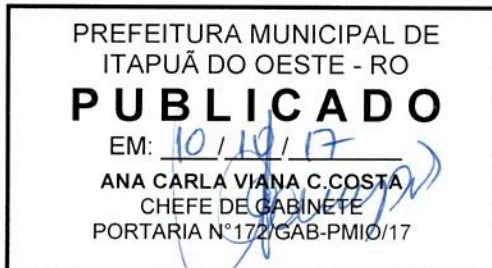 PREFEITURA MUNICIPAL DE
ITAPUÃ DO OESTE - RO
PUBLICADO
EM: 10 / 10 / 17
ANA CARLA VIANA C.COSTA
CHEFE DE GABINETE
PORTARIA N°172/GAB-PMIO/17